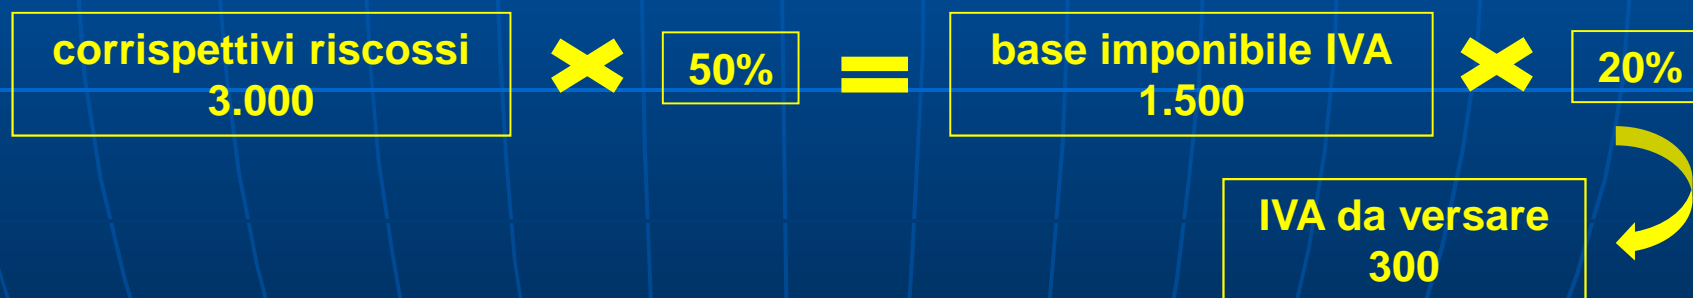 corrispettivi riscossi
3.000
50%
base imponibile IVA
1.500
20%
IVA da versare
300